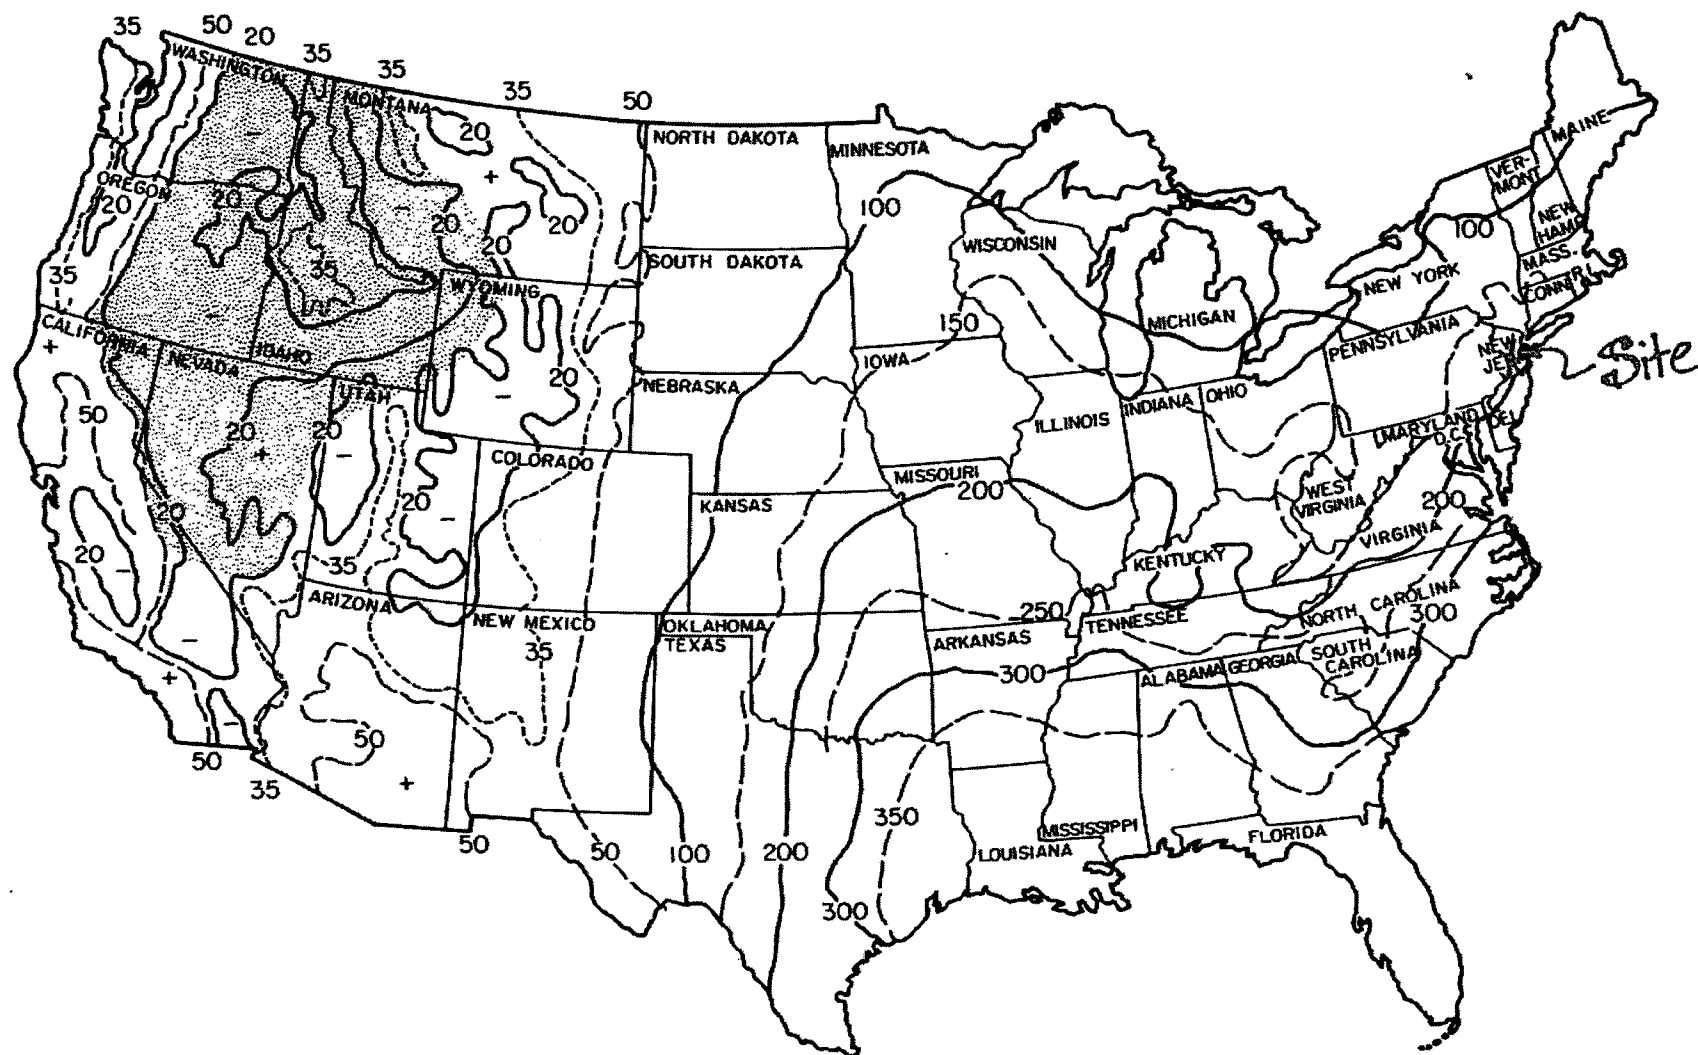 35
50
20
35
35
35
50
WASHINGTON
MONTANA
20
NORTH DAKOTA
MINNESOTA
MAINE
VER-
MONT
OREGON
20
20
+
−
−
20
20
20
100
WISCONSIN
100
NEW
HAMP
35
35
SOUTH DAKOTA
MASS.
NEW YORK
CONN.
R.I.
WYOMING
−
−
150
MICHIGAN
CALIFORNIA
+
NEVADA
IDAHO
IOWA
PENNSYLVANIA
NEW
JER.
Site
20
UTAH
NEBRASKA
−
50
INDIANA
OHIO
ILLINOIS
MARYLAND
D.C.
DEL
20
20
+
−
COLORADO
MISSOURI
200
WEST
VIRGINIA
200
KANSAS
20
20
−
VIRGINIA
20
−
35
KENTUCKY
ARIZONA
250
NORTH CAROLINA
300
NEW MEXICO
OKLAHOMA
TENNESSEE
−
35
TEXAS
ARKANSAS
SOUTH
CAROLINA
+
300
ALABAMA
GEORGIA
−
50
50
35
+
350
MISSISSIPPI
FLORIDA
50
50
100
200
LOUISIANA
300